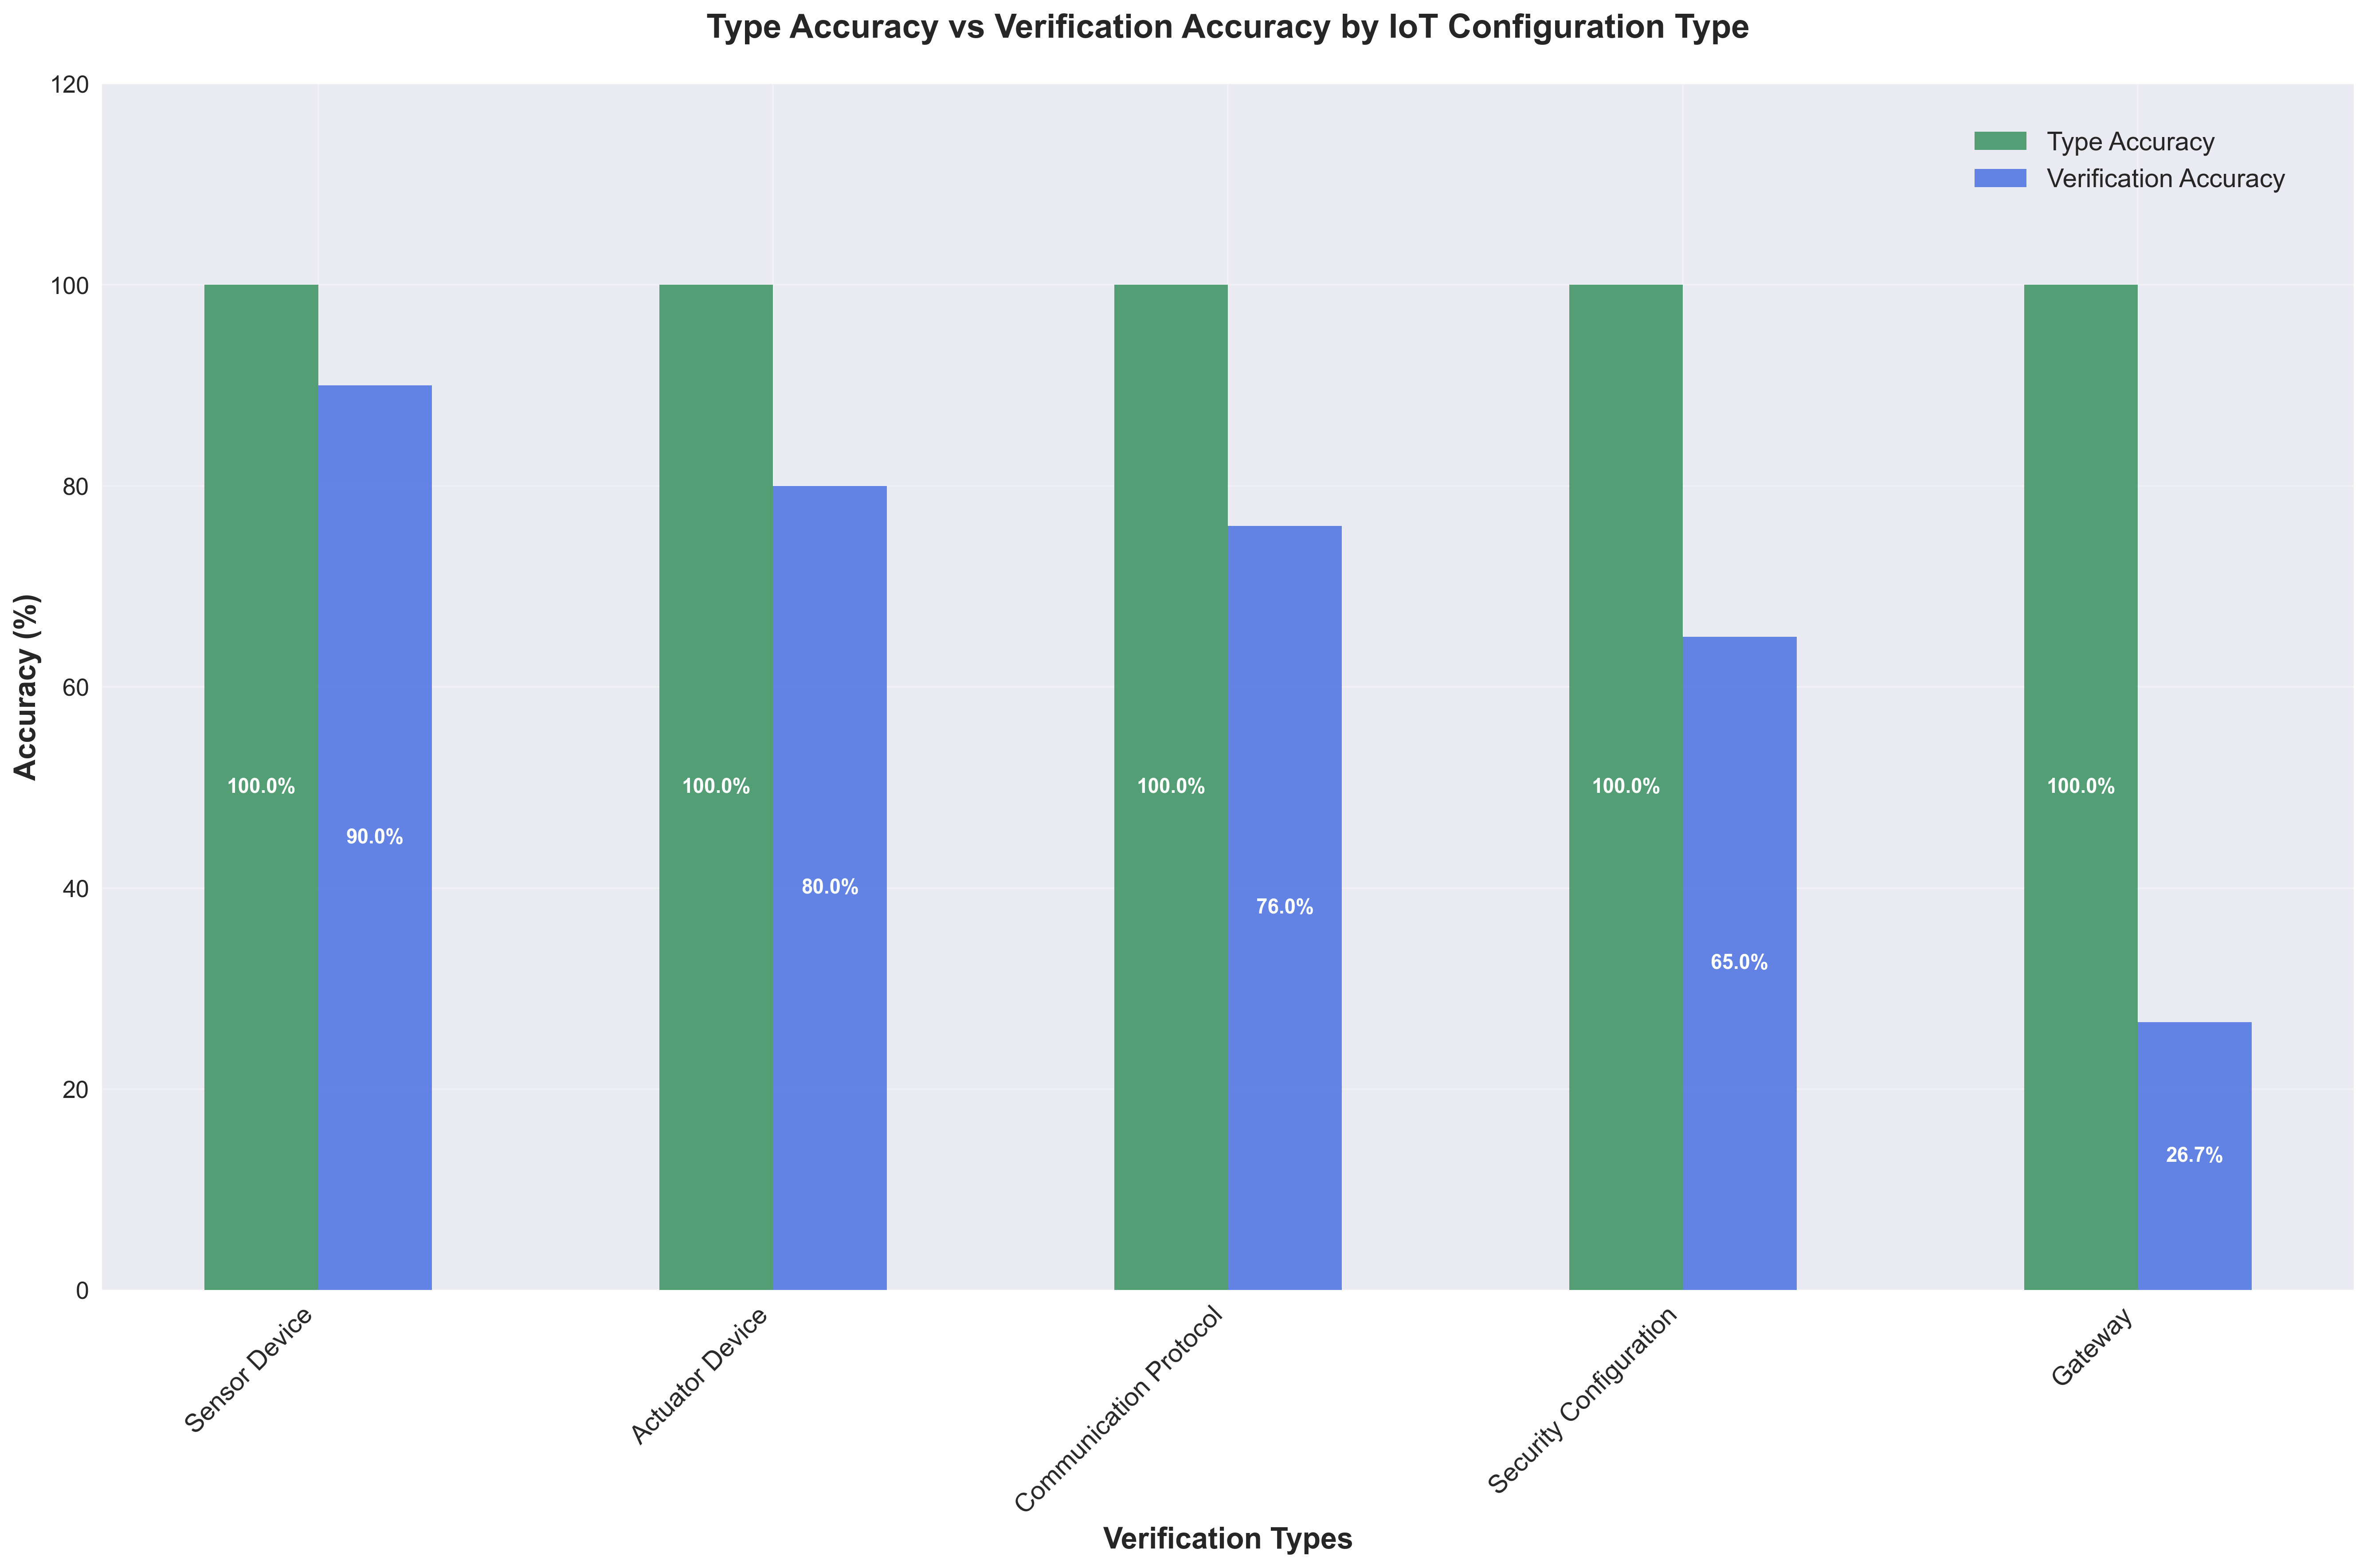 Type Accuracy vs Verification Accuracy by IoT Configuration Type
120
100
80
60
40
20
0
Accuracy (%)
Type Accuracy
Verification Accuracy
100.0%
90.0%
100.0%
80.0%
100.0%
76.0%
100.0%
65.0%
100.0%
26.7%
Sensor Device
Actuator Device
Communication Protocol
Security Configuration
Gateway
Verification Types